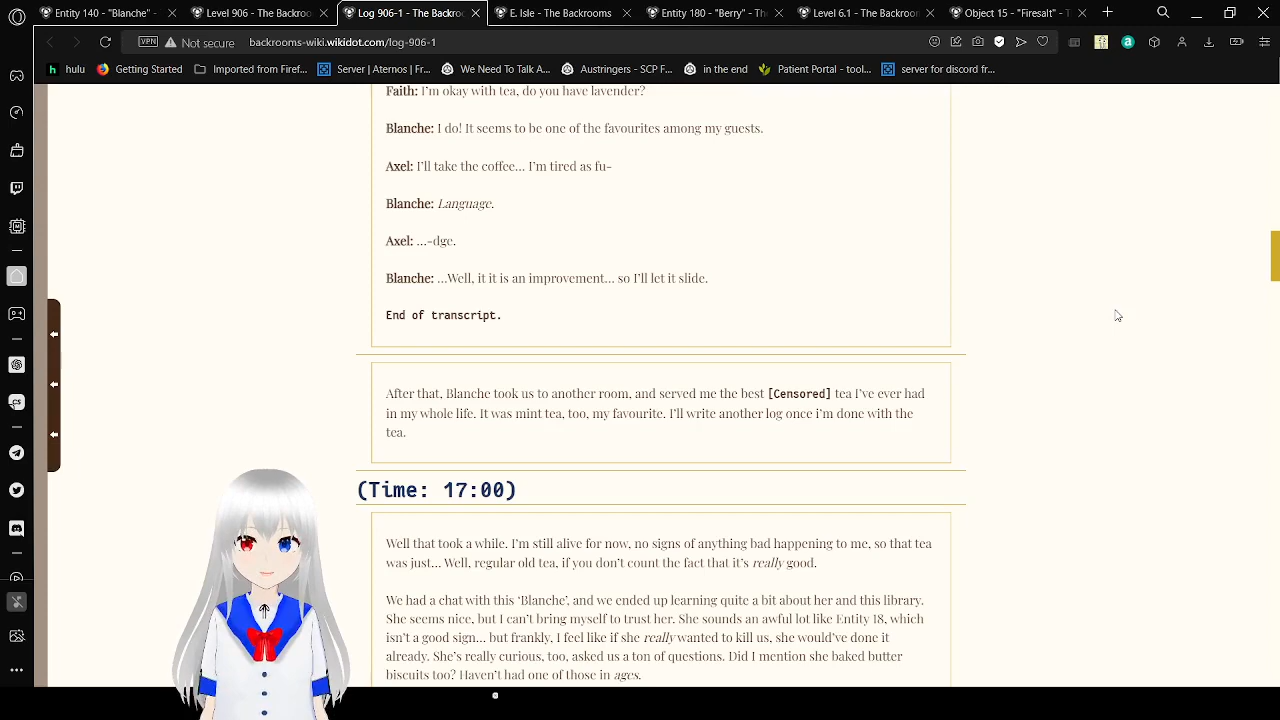 Entity 140 - "Blanche" - Level 906 - The Backroo Log 906-1 - The Backroo E. Isle - The Backrooms Entity 180 - "Berry" - The Level 6.1 - The Backroon Object 15 - "Firesalt" - T
VPN Not secure backrooms-wiki.wikidot.com/log-906-1
hulu Getting Started Imported from Firef... Server | Aternos | Fr... We Need To Talk A... Austringers - SCP F... in the end Patient Portal - tool... server for discord fr...
Faith: I'm okay with tea, do you have lavender?
Blanche: I do! It seems to be one of the favourites among my guests.
Axel: I'll take the coffee… I'm tired as fu-
Blanche: Language.
Axel: …-dge.
Blanche: …Well, it it is an improvement… so I'll let it slide.
End of transcript.
After that, Blanche took us to another room, and served me the best [Censored] tea I've ever had
in my whole life. It was mint tea, too, my favourite. I'll write another log once i'm done with the
tea.
(Time: 17:00)
Well that took a while. I'm still alive for now, no signs of anything bad happening to me, so that tea
was just… Well, regular old tea, if you don't count the fact that it's really good.
We had a chat with this 'Blanche', and we ended up learning quite a bit about her and this library.
She seems nice, but I can't bring myself to trust her. She sounds an awful lot like Entity 18, which
isn't a good sign… but frankly, I feel like if she really wanted to kill us, she would've done it
already. She's really curious, too, asked us a ton of questions. Did I mention she baked butter
biscuits too? Haven't had one of those in ages.